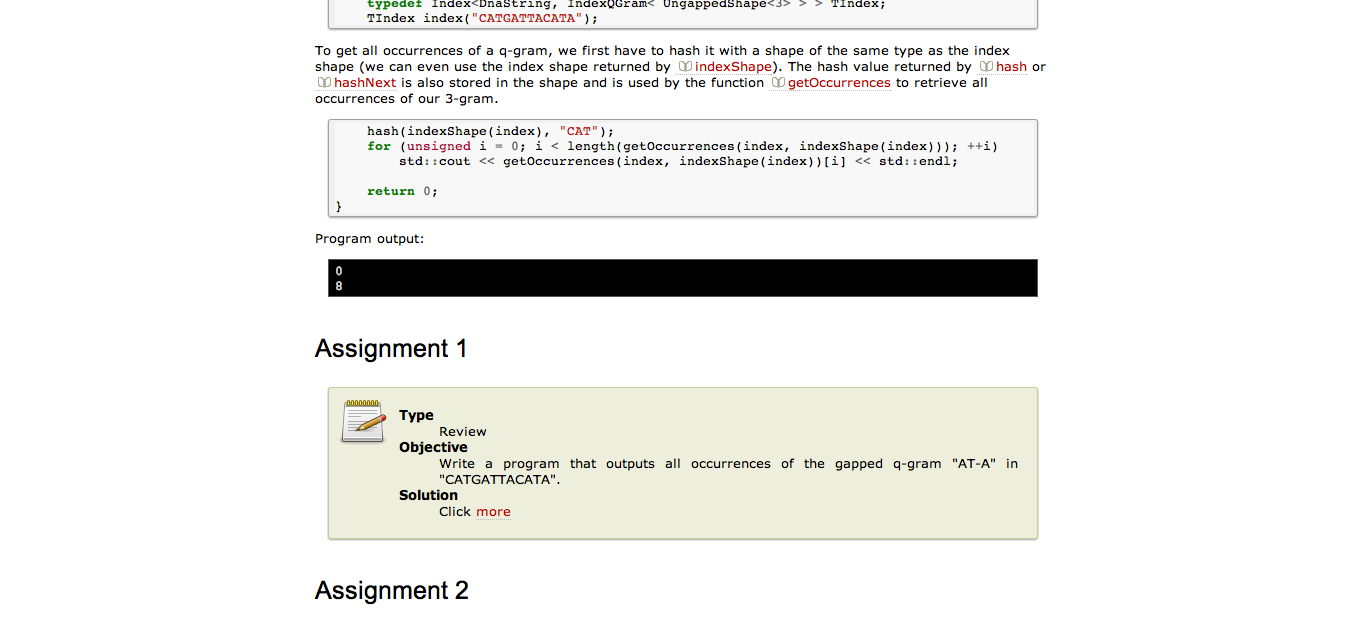 typedef Index<DnaString, IndexQGram< UngappedShape<3> > > TIndex;
TIndex index("CATGATTACATA");
To get all occurrences of a q-gram, we first have to hash it with a shape of the same type as the index
shape (we can even use the index shape returned by indexShape). The hash value returned by hash or
hashNext is also stored in the shape and is used by the function getOccurrences to retrieve all
occurrences of our 3-gram.
hash(indexShape(index), "CAT");
for (unsigned i = 0; i < length(getOccurrences(index, indexShape(index))); ++i)
std::cout << getOccurrences(index, indexShape(index))[i] << std::endl;
return 0;
}
Program output:
0
8
Assignment 1
Type
Review
Objective
Write a program that outputs all occurrences of the gapped q-gram "AT-A" in
"CATGATTACATA".
Solution
Click more
Assignment 2